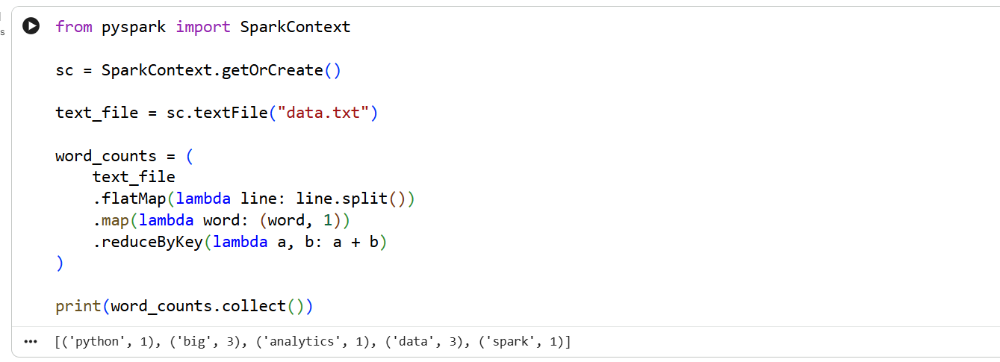 from pyspark import SparkContext
sc = SparkContext.getOrCreate()
text_file = sc.textFile("data.txt")
word_counts = (
    text_file
    .flatMap(lambda line: line.split())
    .map(lambda word: (word, 1))
    .reduceByKey(lambda a, b: a + b)
)
print(word_counts.collect())
[('python', 1), ('big', 3), ('analytics', 1), ('data', 3), ('spark', 1)]